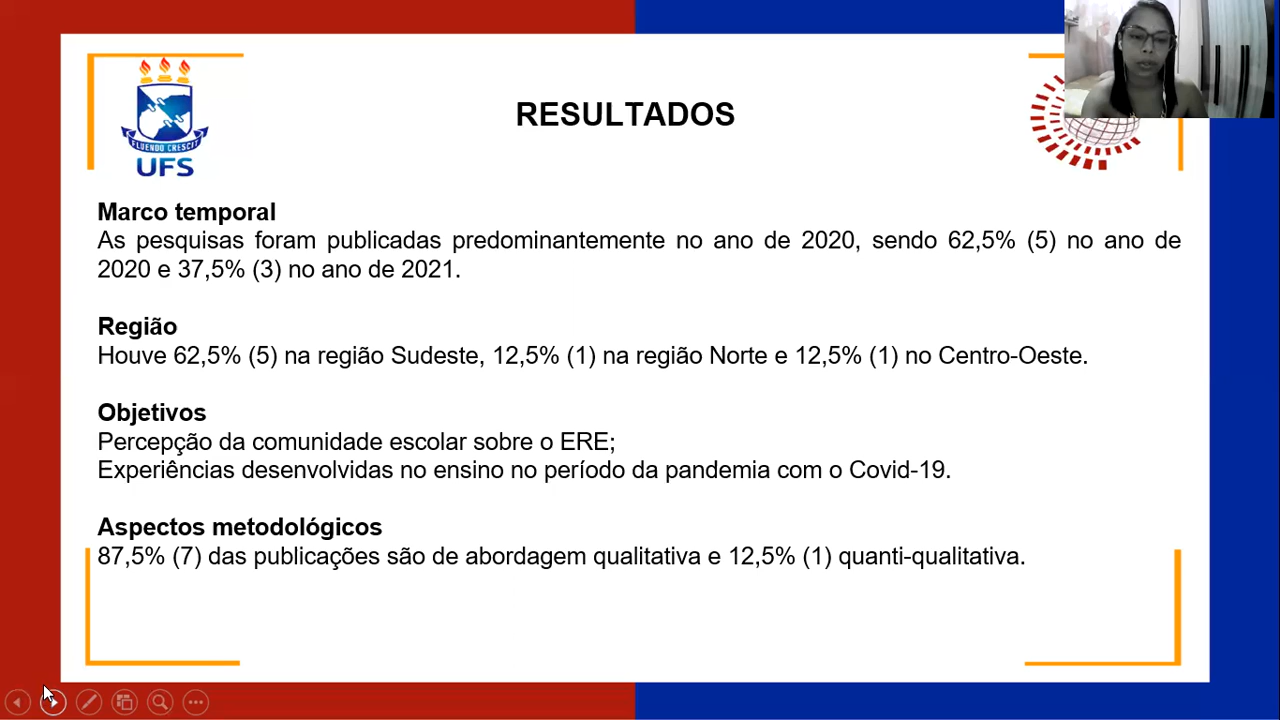 RESULTADOS
FLUENDO CRESCIT
UFS
Marco temporal
As pesquisas foram publicadas predominantemente no ano de 2020, sendo 62,5% (5) no ano de
2020 e 37,5% (3) no ano de 2021.
Região
Houve 62,5% (5) na região Sudeste, 12,5% (1) na região Norte e 12,5% (1) no Centro-Oeste.
Objetivos
Percepção da comunidade escolar sobre o ERE;
Experiências desenvolvidas no ensino no período da pandemia com o Covid-19.
Aspectos metodológicos
87,5% (7) das publicações são de abordagem qualitativa e 12,5% (1) quanti-qualitativa.